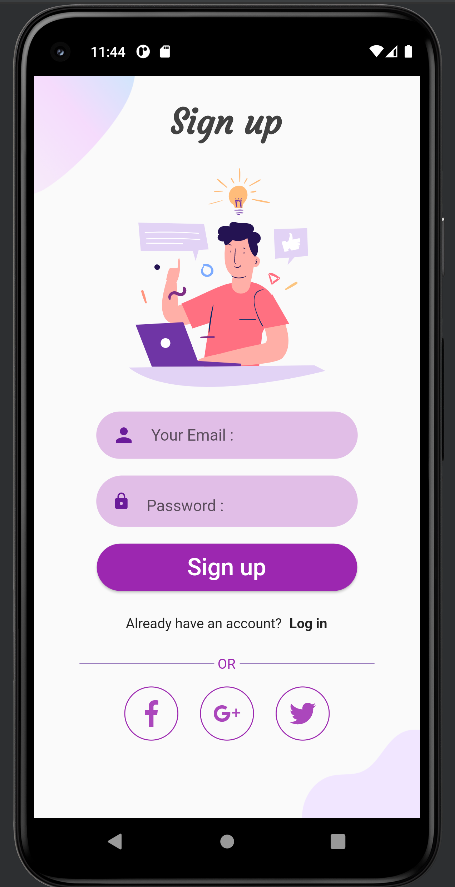 11:44
Sign up
Your Email :
Password :
Sign up
Already have an account? Log in
OR
G+